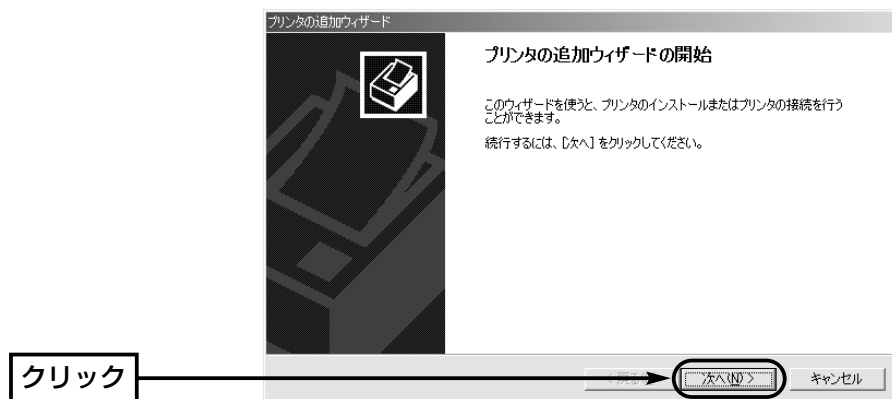 プリンタの追加ウィザード
プリンタの追加ウィザードの開始
このウィザードを使うと、プリンタのインストールまたはプリンタの接続を行う
ことができます。
続行するには、[次へ] をクリックしてください。
クリック
< 戻る
次へ(N) >
キャンセル